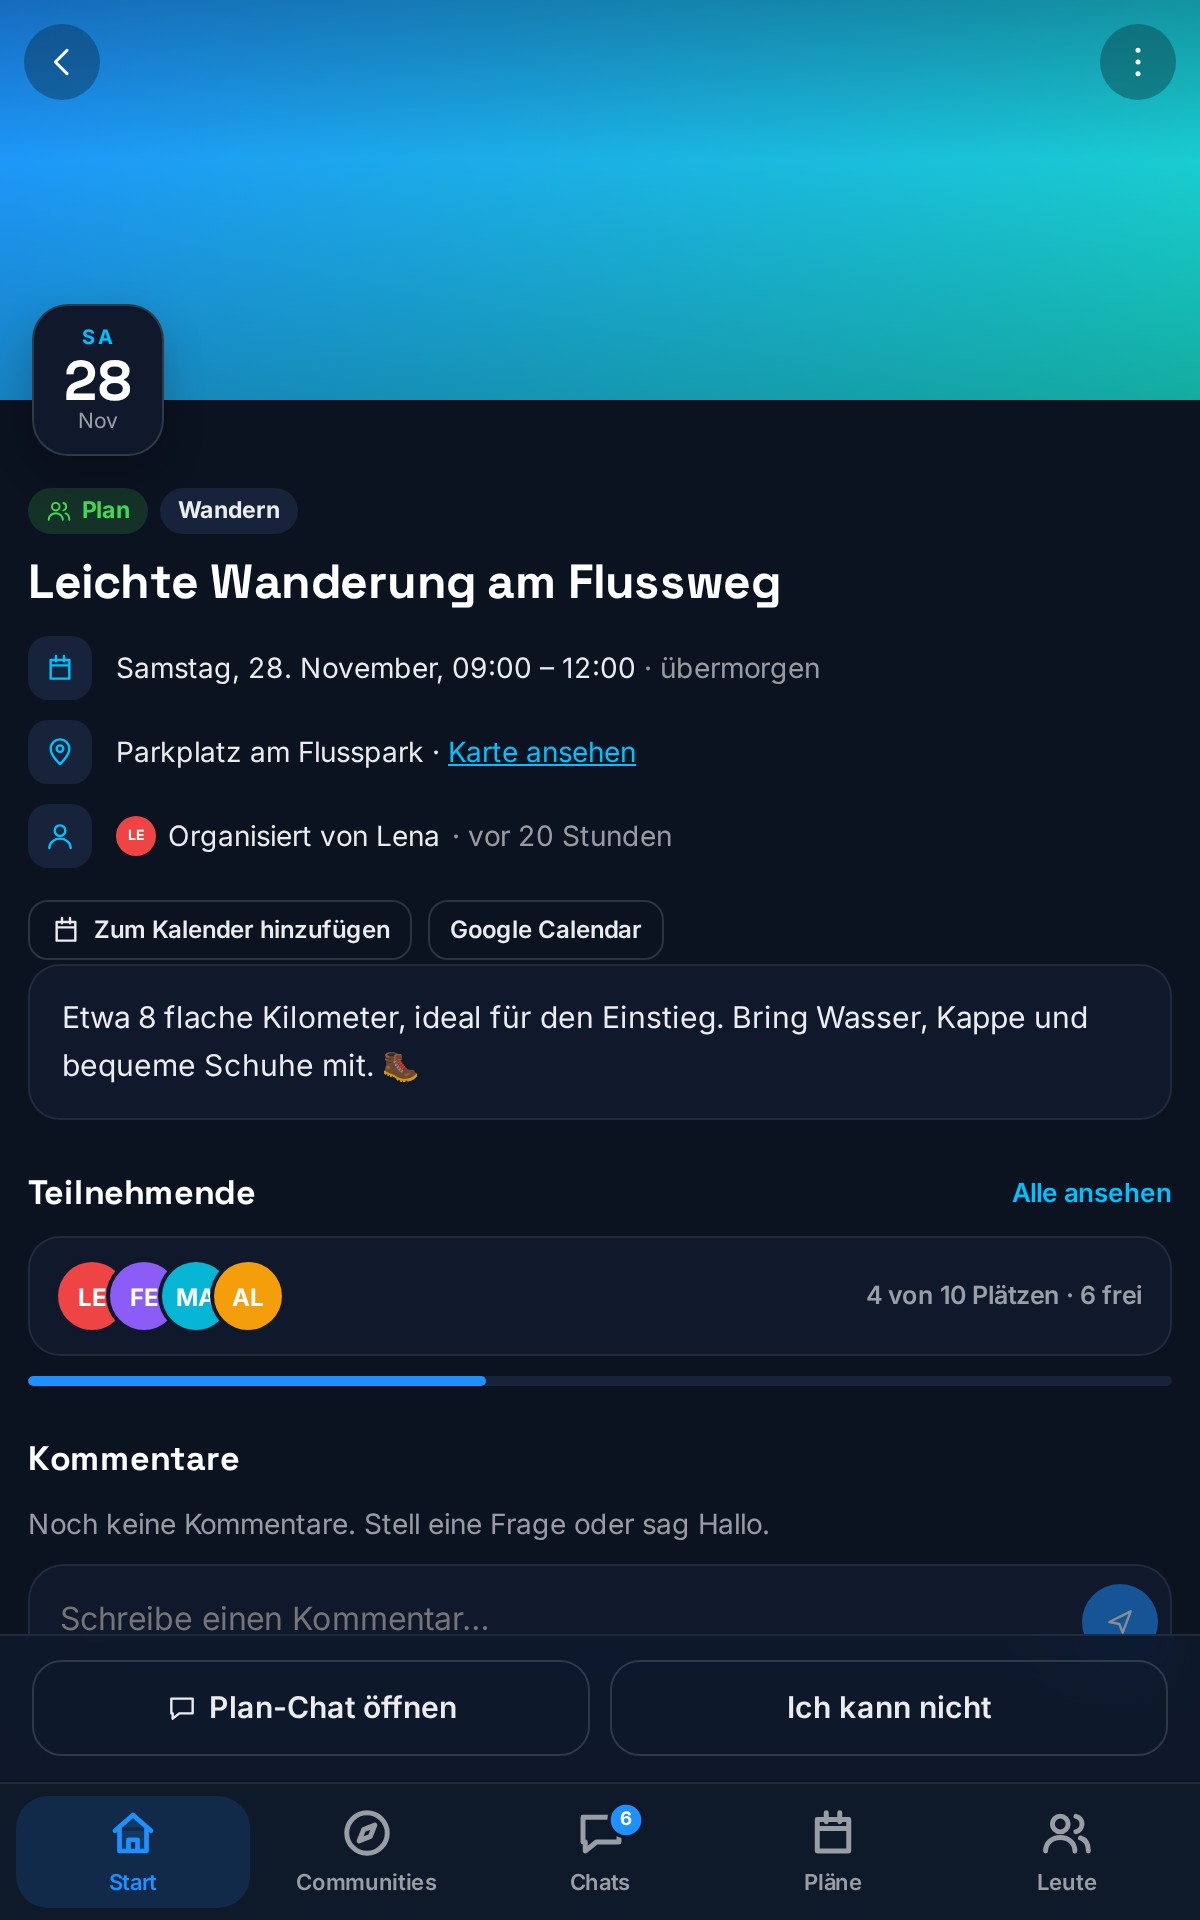 SA
28
Nov
Plan
Wandern
Leichte Wanderung am Flussweg
Samstag, 28. November, 09:00 – 12:00 · übermorgen
Parkplatz am Flusspark · Karte ansehen
LE Organisiert von Lena · vor 20 Stunden
Zum Kalender hinzufügen
Google Calendar
Etwa 8 flache Kilometer, ideal für den Einstieg. Bring Wasser, Kappe und
bequeme Schuhe mit. 🥾
Teilnehmende
Alle ansehen
LE FE MA AL
4 von 10 Plätzen · 6 frei
Kommentare
Noch keine Kommentare. Stell eine Frage oder sag Hallo.
Schreibe einen Kommentar...
Plan-Chat öffnen
Ich kann nicht
6
Start
Communities
Chats
Pläne
Leute